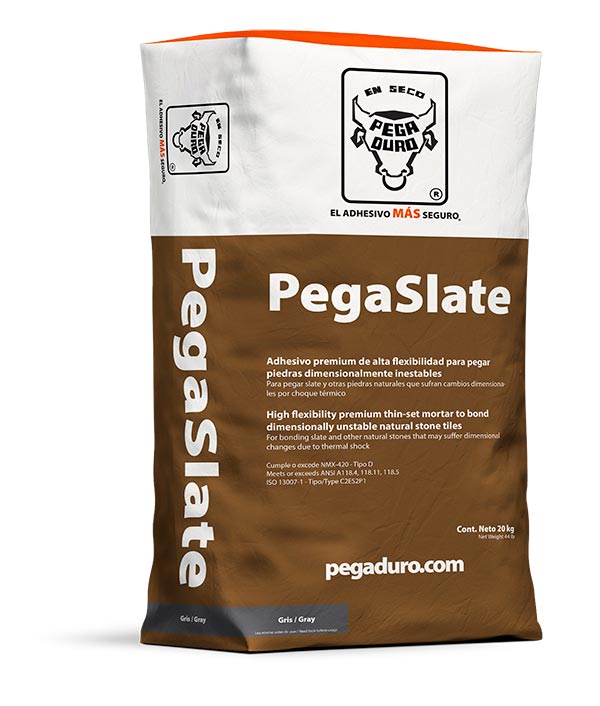 EN SECO
PEGA
DURO
®
EL ADHESIVO MÁS SEGURO®
EN SECO
PEGA
DURO
EL ADHESIVO MÁS SEGURO®
PegaSlate
PegaSlate
Adhesivo premium de alta flexibilidad para pegar
piedras dimensionalmente inestables
Para pegar slate y otras piedras naturales que sufran cambios dimensiona-
les por choque térmico
High flexibility premium thin-set mortar to bond
dimensionally unstable natural stone tiles
For bonding slate and other natural stones that may suffer dimensional
changes due to thermal shock
Cumple o excede NMX-420 - Tipo D
Meets or exceeds ANSI A118.4, 118.11, 118.5
ISO 13007-1 - Tipo/Type C2ES2P1
Cont. Neto 20 kg
Net Weight 44 lb
pegaduro.com
Gris / Gray
Gris / Gray